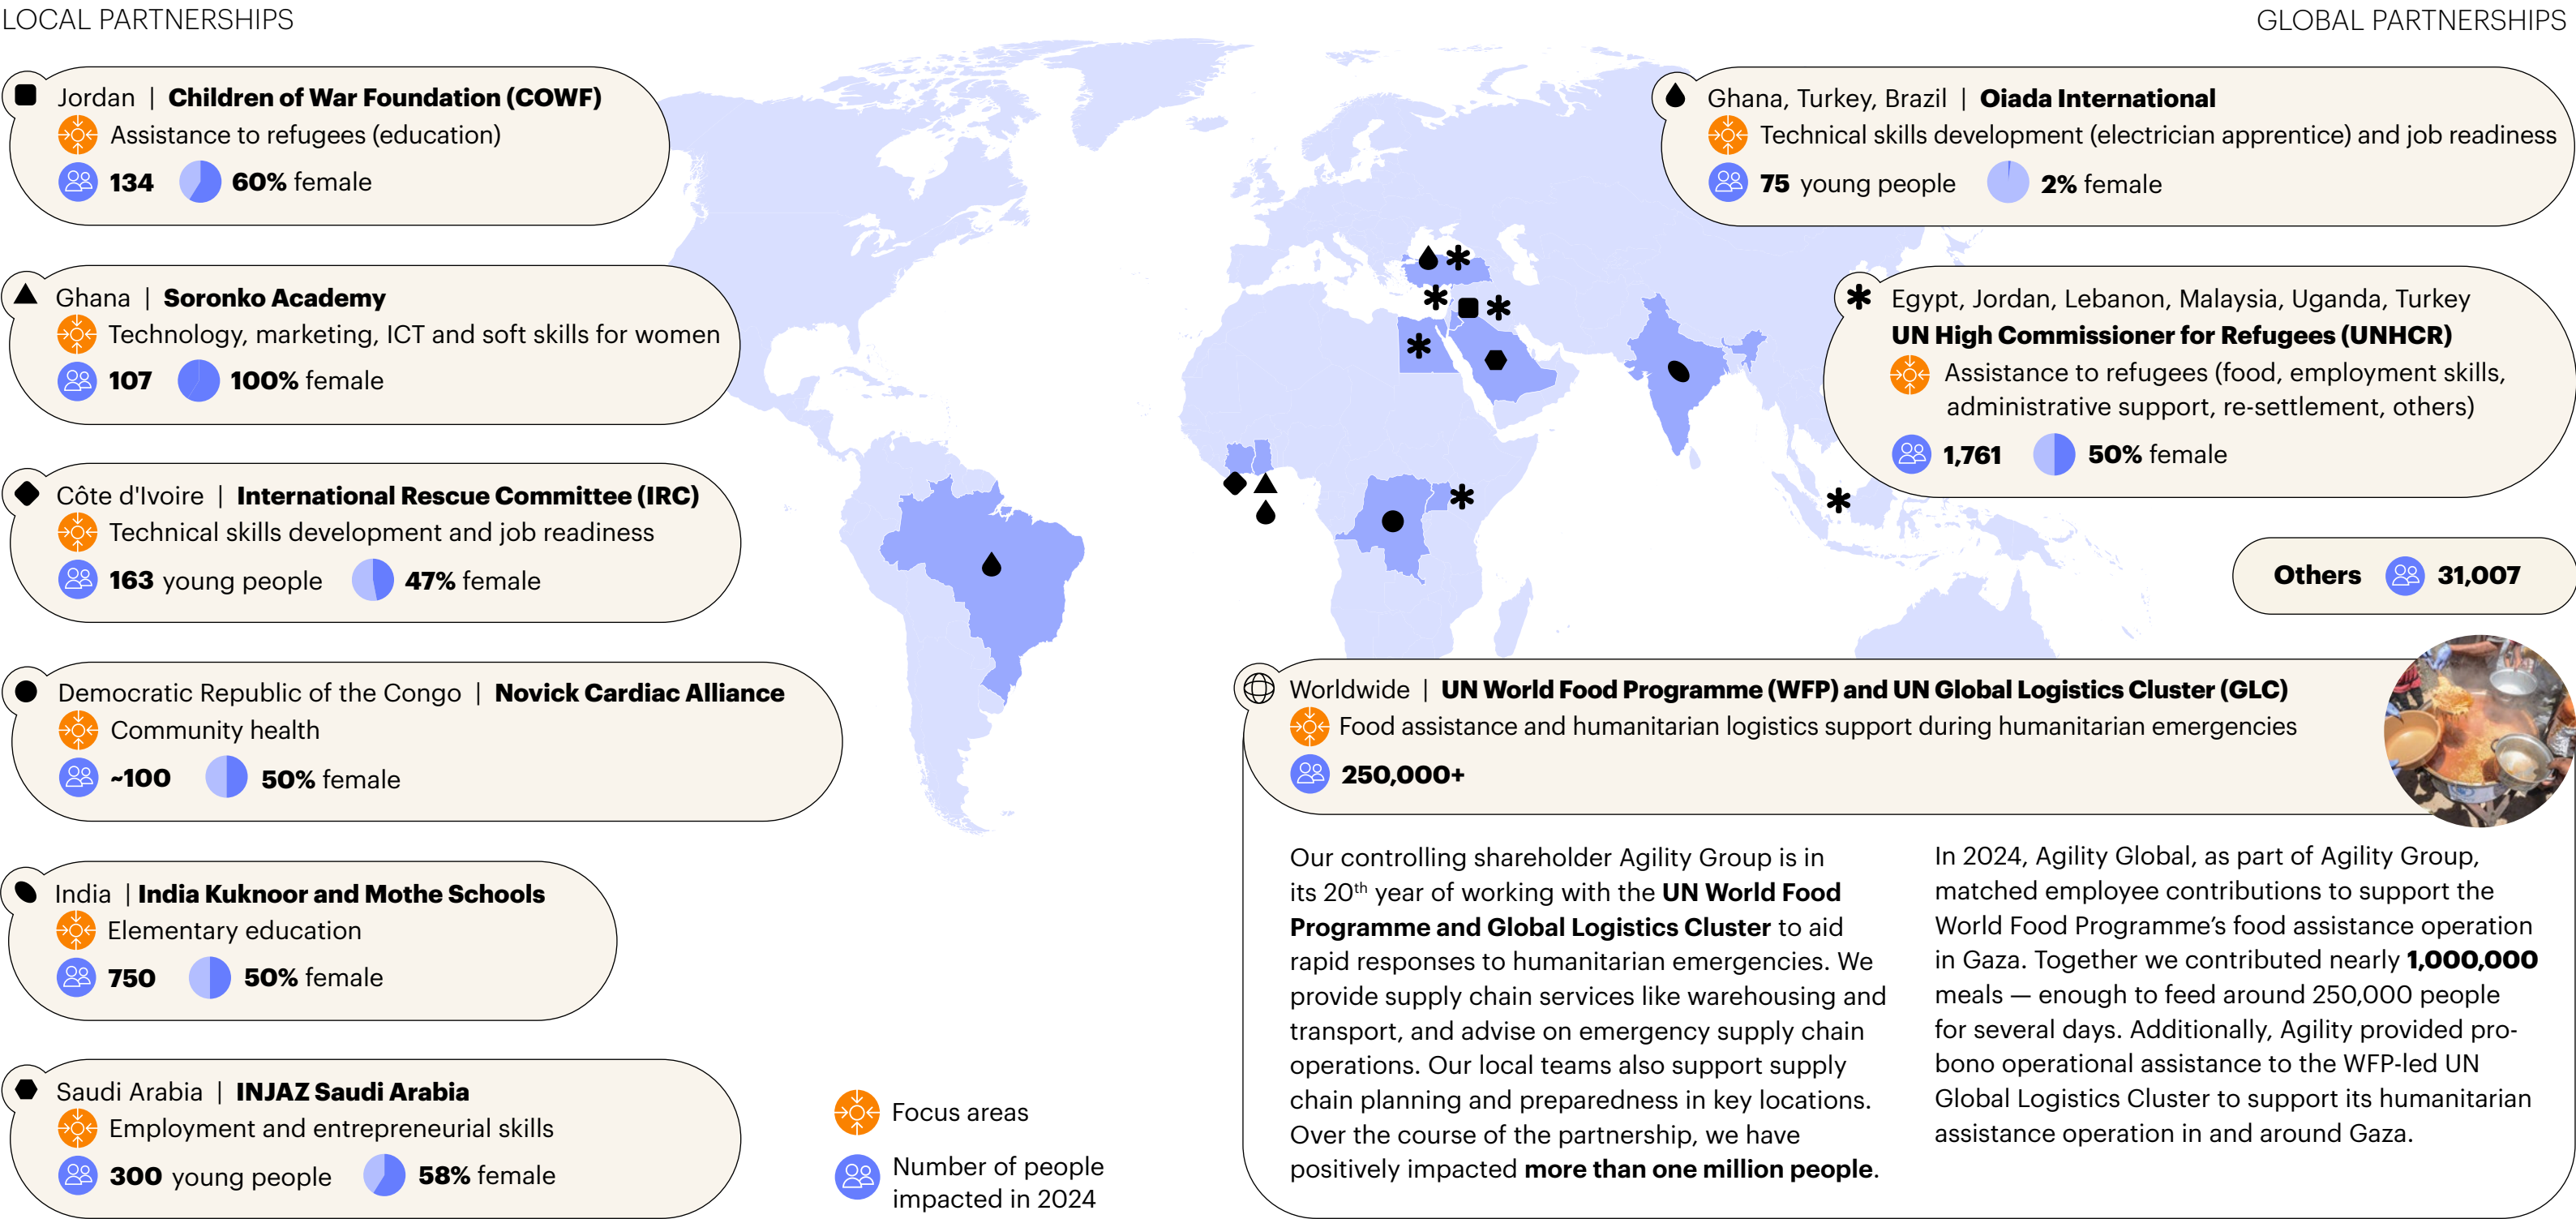 LOCAL PARTNERSHIPS
GLOBAL PARTNERSHIPS
Jordan | Children of War Foundation (COWF)
Assistance to refugees (education)
134 60% female
Ghana | Soronko Academy
Technology, marketing, ICT and soft skills for women
107 100% female
Côte d'Ivoire | International Rescue Committee (IRC)
Technical skills development and job readiness
163 young people 47% female
Democratic Republic of the Congo | Novick Cardiac Alliance
Community health
~100 50% female
India | India Kuknoor and Mothe Schools
Elementary education
750 50% female
Saudi Arabia | INJAZ Saudi Arabia
Employment and entrepreneurial skills
300 young people 58% female
Focus areas
Number of people
impacted in 2024
Ghana, Turkey, Brazil | Oiada International
Technical skills development (electrician apprentice) and job readiness
75 young people 2% female
Egypt, Jordan, Lebanon, Malaysia, Uganda, Turkey
UN High Commissioner for Refugees (UNHCR)
Assistance to refugees (food, employment skills,
administrative support, re-settlement, others)
1,761 50% female
Others 31,007
Worldwide | UN World Food Programme (WFP) and UN Global Logistics Cluster (GLC)
Food assistance and humanitarian logistics support during humanitarian emergencies
250,000+
Our controlling shareholder Agility Group is in
its 20th year of working with the UN World Food
Programme and Global Logistics Cluster to aid
rapid responses to humanitarian emergencies. We
provide supply chain services like warehousing and
transport, and advise on emergency supply chain
operations. Our local teams also support supply
chain planning and preparedness in key locations.
Over the course of the partnership, we have
positively impacted more than one million people.
In 2024, Agility Global, as part of Agility Group,
matched employee contributions to support the
World Food Programme’s food assistance operation
in Gaza. Together we contributed nearly 1,000,000
meals — enough to feed around 250,000 people
for several days. Additionally, Agility provided pro-
bono operational assistance to the WFP-led UN
Global Logistics Cluster to support its humanitarian
assistance operation in and around Gaza.